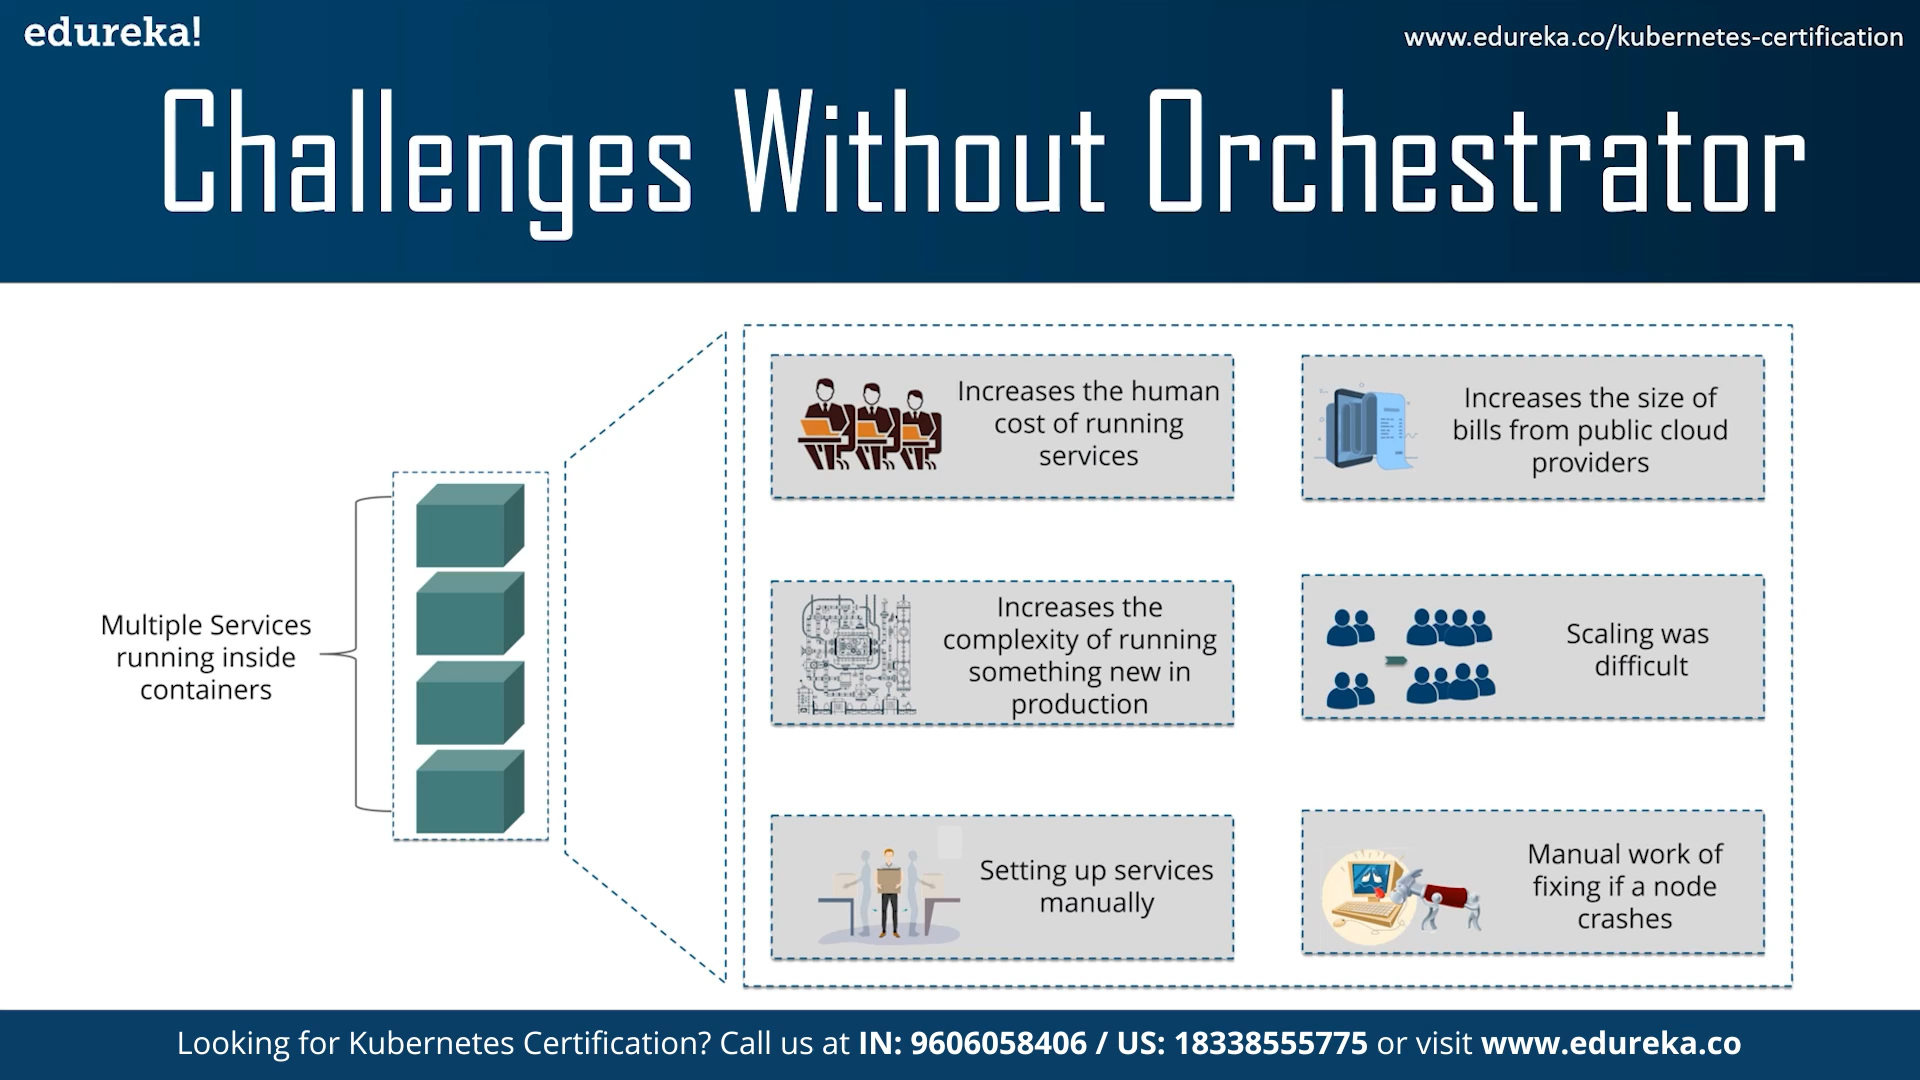 edureka!
www.edureka.co/kubernetes-certification
Challenges Without Orchestrator
Multiple Services
running inside
containers
Increases the human
cost of running
services
Increases the size of
bills from public cloud
providers
Increases the
complexity of running
something new in
production
Scaling was
difficult
Setting up services
manually
Manual work of
fixing if a node
crashes
Looking for Kubernetes Certification? Call us at IN: 9606058406 / US: 18338555775 or visit www.edureka.co